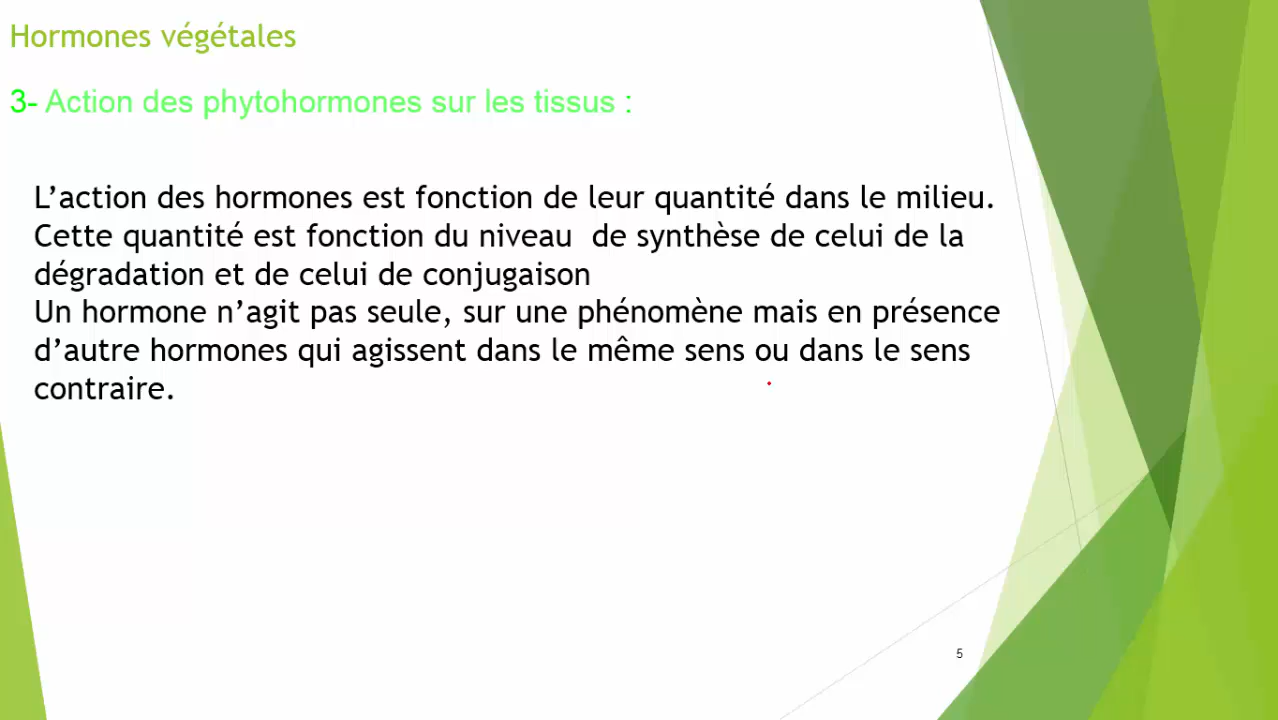 Hormones végétales
3- Action des phytohormones sur les tissus :
L’action des hormones est fonction de leur quantité dans le milieu.
Cette quantité est fonction du niveau  de synthèse de celui de la
dégradation et de celui de conjugaison
Un hormone n’agit pas seule, sur une phénomène mais en présence
d’autre hormones qui agissent dans le même sens ou dans le sens
contraire.
5